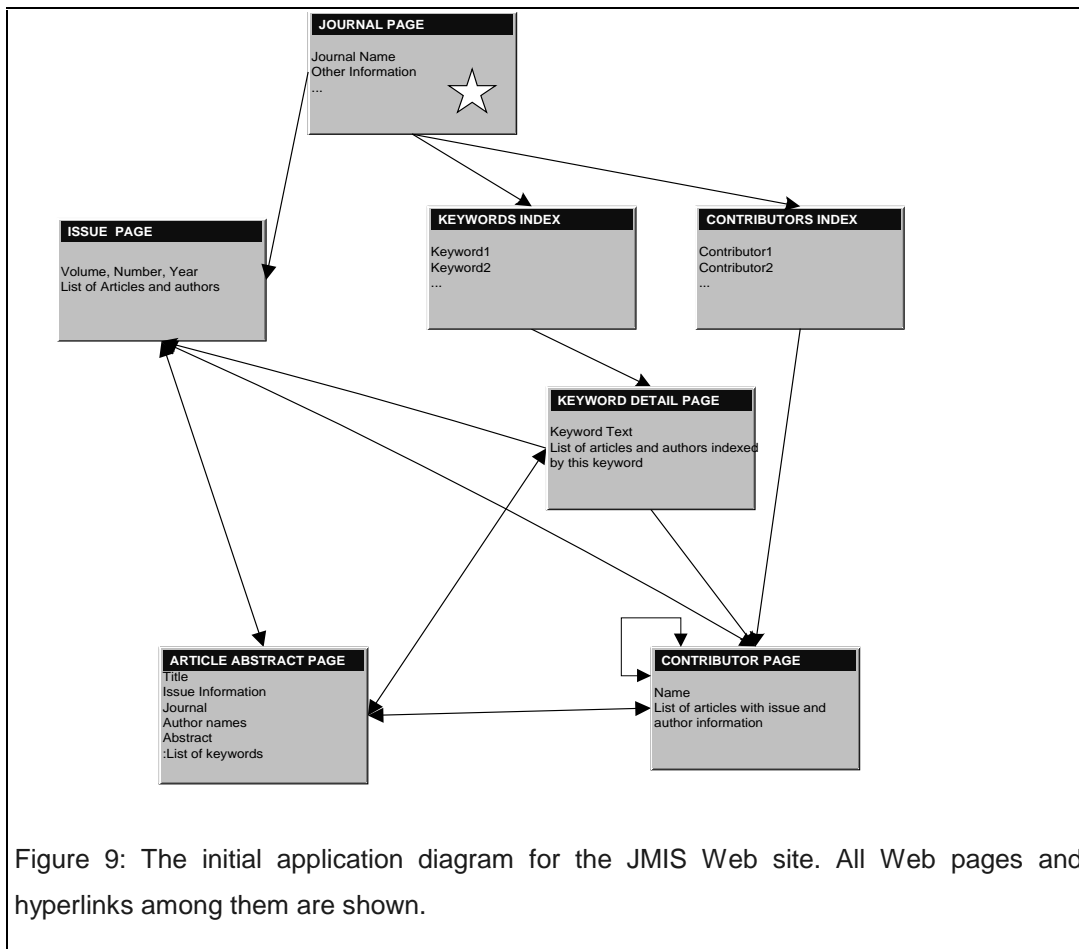 JOURNAL PAGE
Journal Name
Other Information
...
ISSUE PAGE
Volume, Number, Year
List of Articles and authors
KEYWORDS INDEX
Keyword1
Keyword2
...
CONTRIBUTORS INDEX
Contributor1
Contributor2
...
KEYWORD DETAIL PAGE
Keyword Text
List of articles and authors indexed
by this keyword
ARTICLE ABSTRACT PAGE
Title
Issue Information
Journal
Author names
Abstract
:List of keywords
CONTRIBUTOR PAGE
Name
List of articles with issue and
author information
Figure 9: The initial application diagram for the JMIS Web site. All Web pages and
hyperlinks among them are shown.